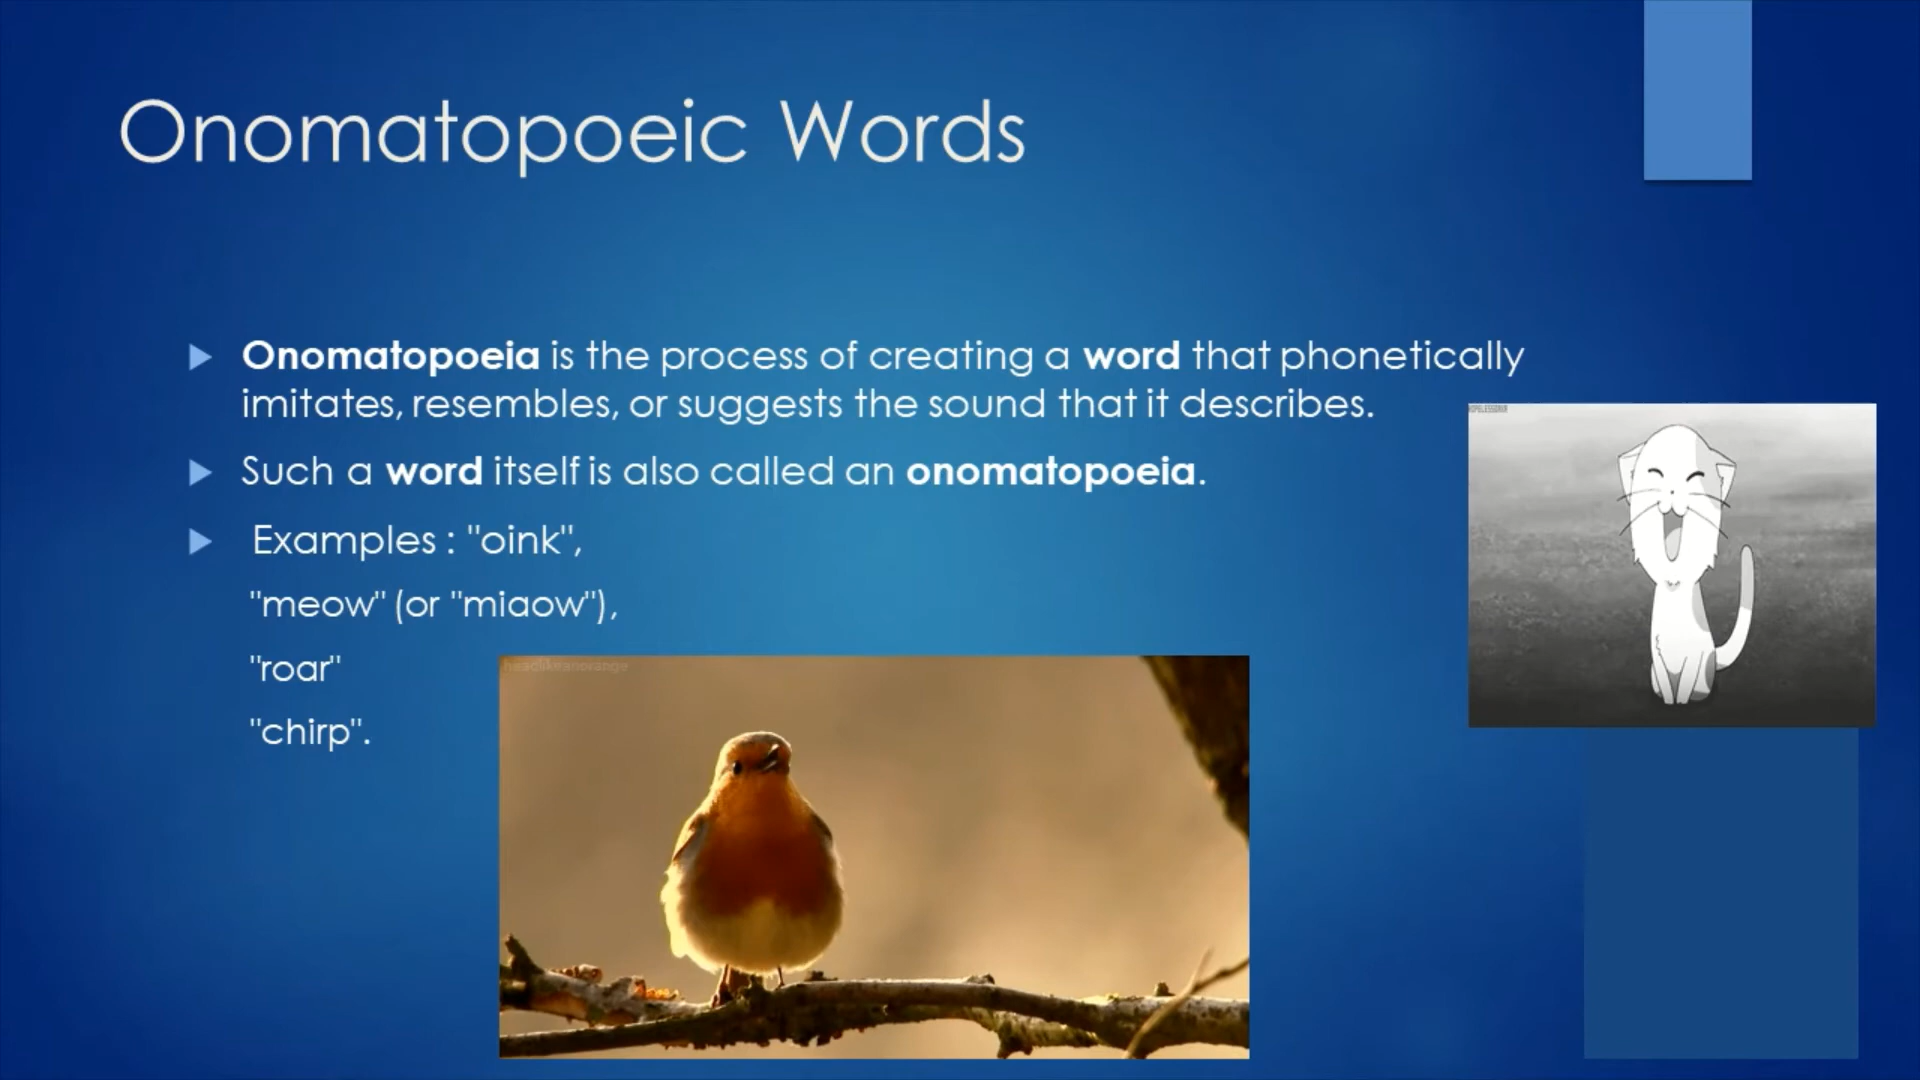 Onomatopoeic Words
Onomatopoeia is the process of creating a word that phonetically
imitates, resembles, or suggests the sound that it describes.
Such a word itself is also called an onomatopoeia.
Examples : "oink",
"meow" (or "miaow"),
"roar"
"chirp".
headlikeanorange